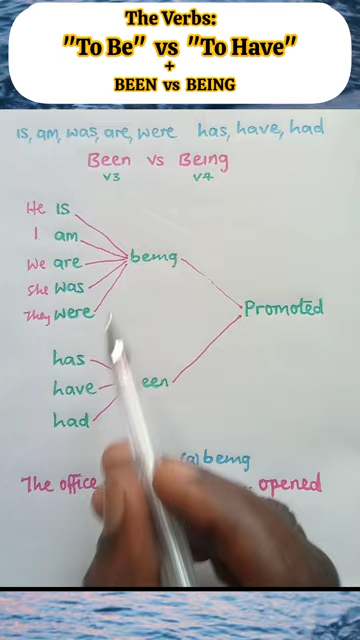 The Verbs:
"To Be" vs "To Have"
+
BEEN vs BEING
is, am, was, are, were has, have, had
Been vs Being
V3 V4
He is
I am
being
We are
She was
They were
Promoted
has
have een
had
(a) being
The office opened